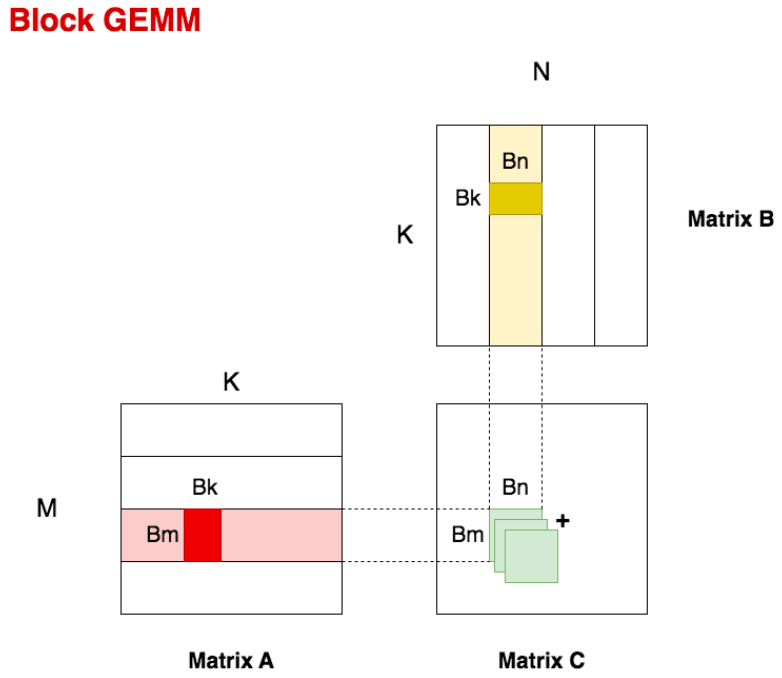 Block GEMM
N
Bn
Bk
K
Matrix B
K
Bk
M
Bm
Bn
Bm
+
Matrix A
Matrix C